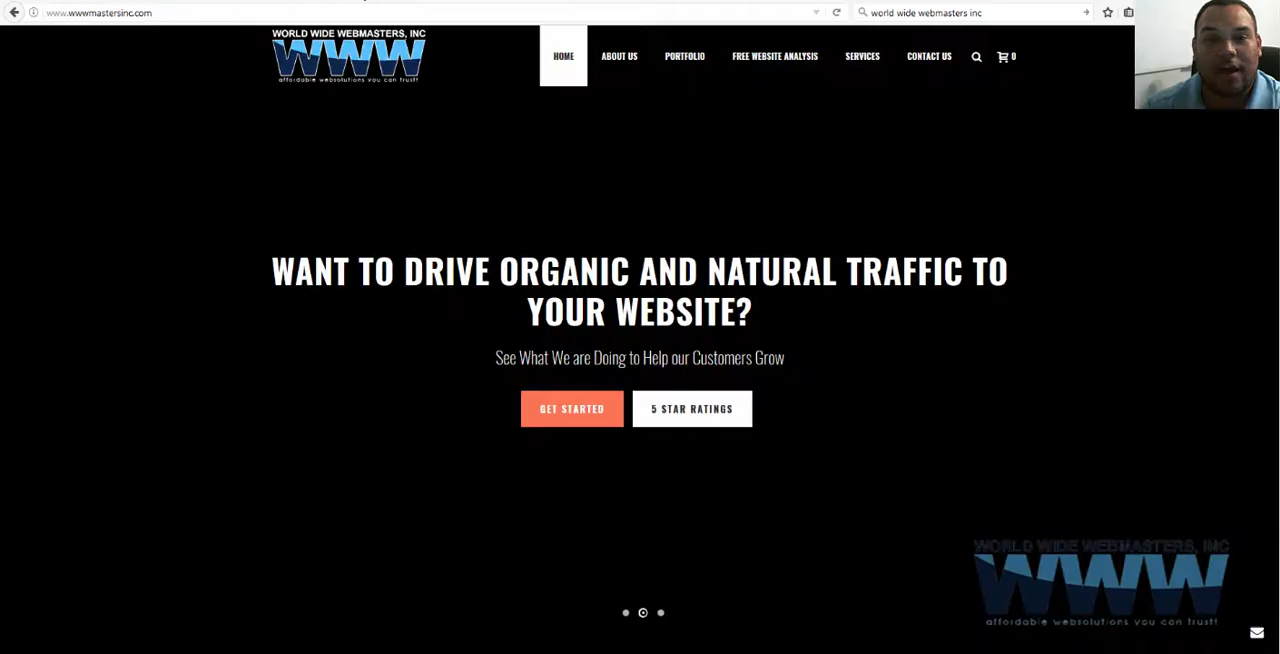 www.wwmastersinc.com
world wide webmasters inc
WORLD WIDE WEBMASTERS, INC
WWW
affordable websolutions you can trust!
HOME
ABOUT US
PORTFOLIO
FREE WEBSITE ANALYSIS
SERVICES
CONTACT US
0
WANT TO DRIVE ORGANIC AND NATURAL TRAFFIC TO
YOUR WEBSITE?
See What We are Doing to Help our Customers Grow
GET STARTED
5 STAR RATINGS
WORLD WIDE WEBMASTERS, INC
WWW
affordable websolutions you can trust!